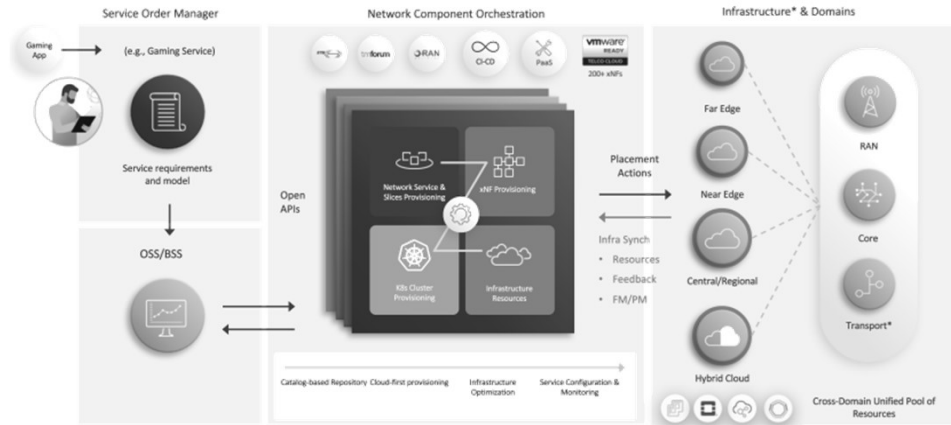 Service Order Manager
Network Component Orchestration
Infrastructure* & Domains
Gaming
App
(e.g., Gaming Service)
Service requirements
and model
OSS/BSS
tmforum
RAN
CI-CD
PaaS
vmware
READY
TELCO CLOUD
200+ xNFs
Open
APIs
Network Service &
Slices Provisioning
xNF Provisioning
K8s Cluster
Provisioning
Infrastructure
Resources
Catalog-based Repository
Cloud-first provisioning
Infrastructure
Optimization
Service Configuration &
Monitoring
Placement
Actions
Infra Synch
• Resources
• Feedback
• FM/PM
Far Edge
Near Edge
Central/Regional
Hybrid Cloud
RAN
Core
Transport*
Cross-Domain Unified Pool of
Resources